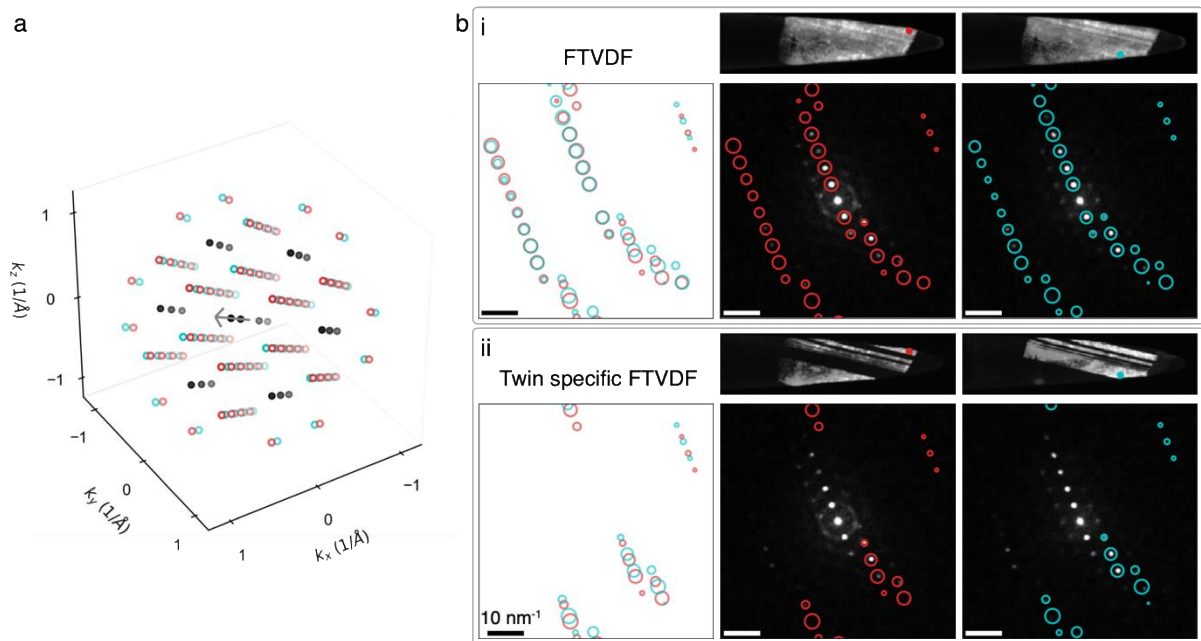 a
k_z (1/Å)
1
0
−1
−1
0
1
k_y (1/Å)
1
0
−1
k_x (1/Å)
b
i
FTVDF
ii
Twin specific FTVDF
10 nm⁻¹